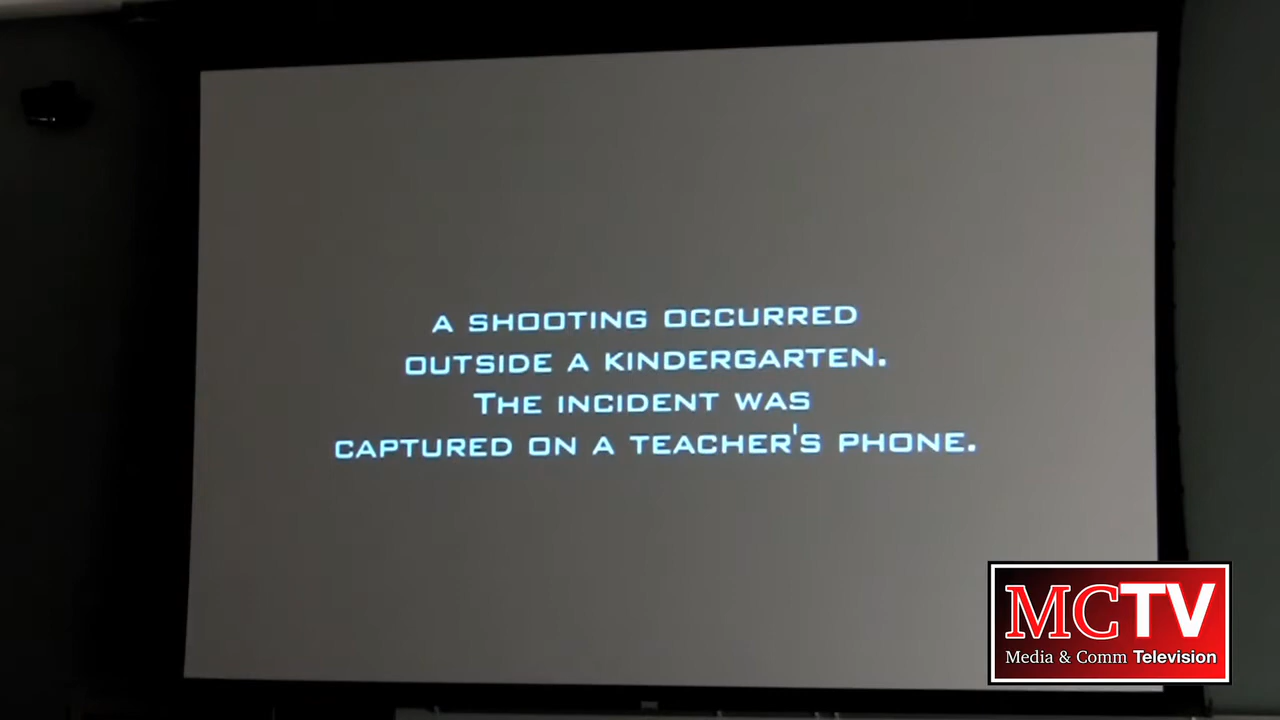 A SHOOTING OCCURRED
OUTSIDE A KINDERGARTEN.
THE INCIDENT WAS
CAPTURED ON A TEACHER'S PHONE.
MCTV
Media & Comm Television